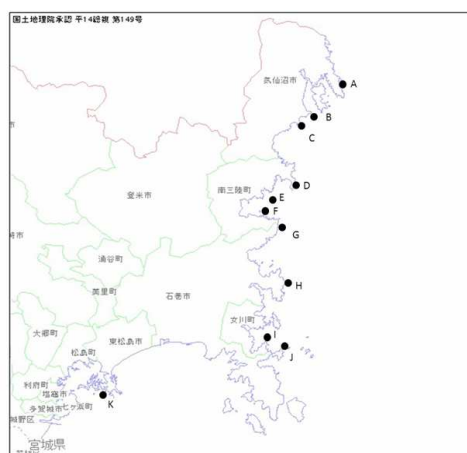 国土地理院承認 平14総複 第149号
気仙沼市
A
B
C
登米市
南三陸町
D
E
F
G
涌谷町
美里町
石巻市
H
女川町
大郷町
東松島市
松島町
I
J
利府町
塩竈市
K
多賀城市
七ヶ浜町
城野区
宮城県